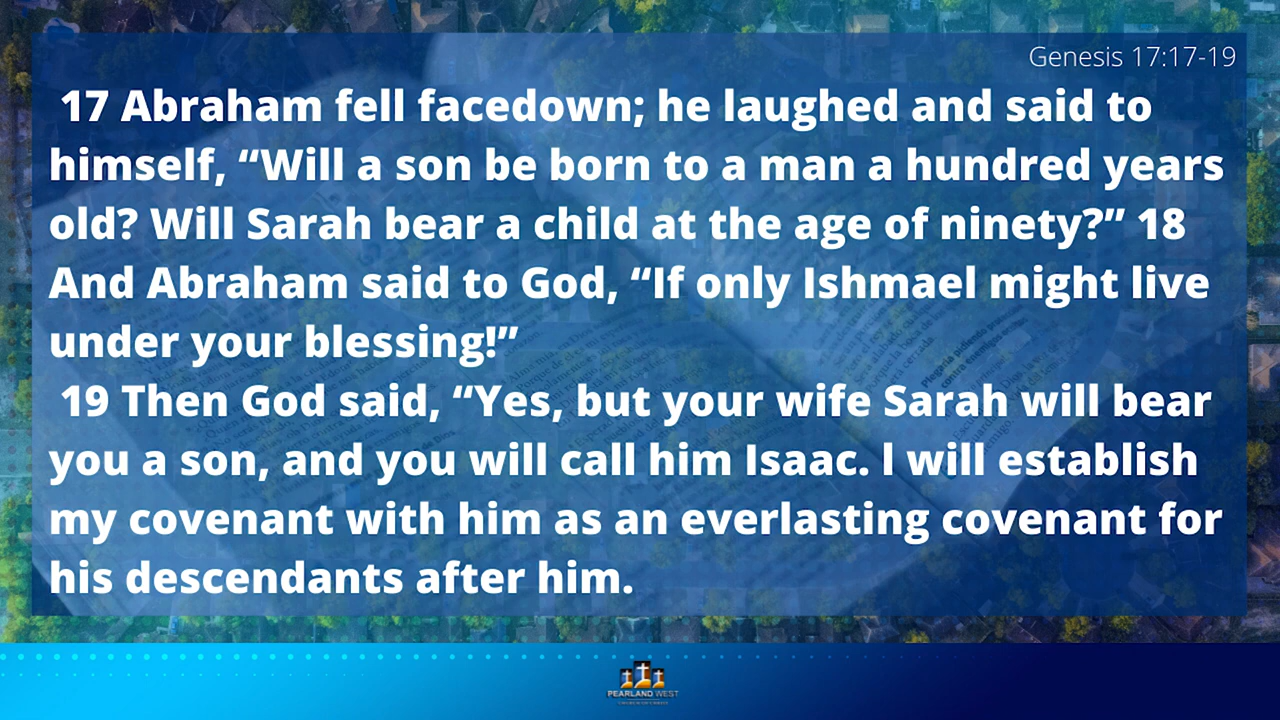 Genesis 17:17-19
17 Abraham fell facedown; he laughed and said to
himself, “Will a son be born to a man a hundred years
old? Will Sarah bear a child at the age of ninety?” 18
And Abraham said to God, “If only Ishmael might live
under your blessing!”
19 Then God said, “Yes, but your wife Sarah will bear
you a son, and you will call him Isaac. I will establish
my covenant with him as an everlasting covenant for
his descendants after him.
PEARLAND WEST